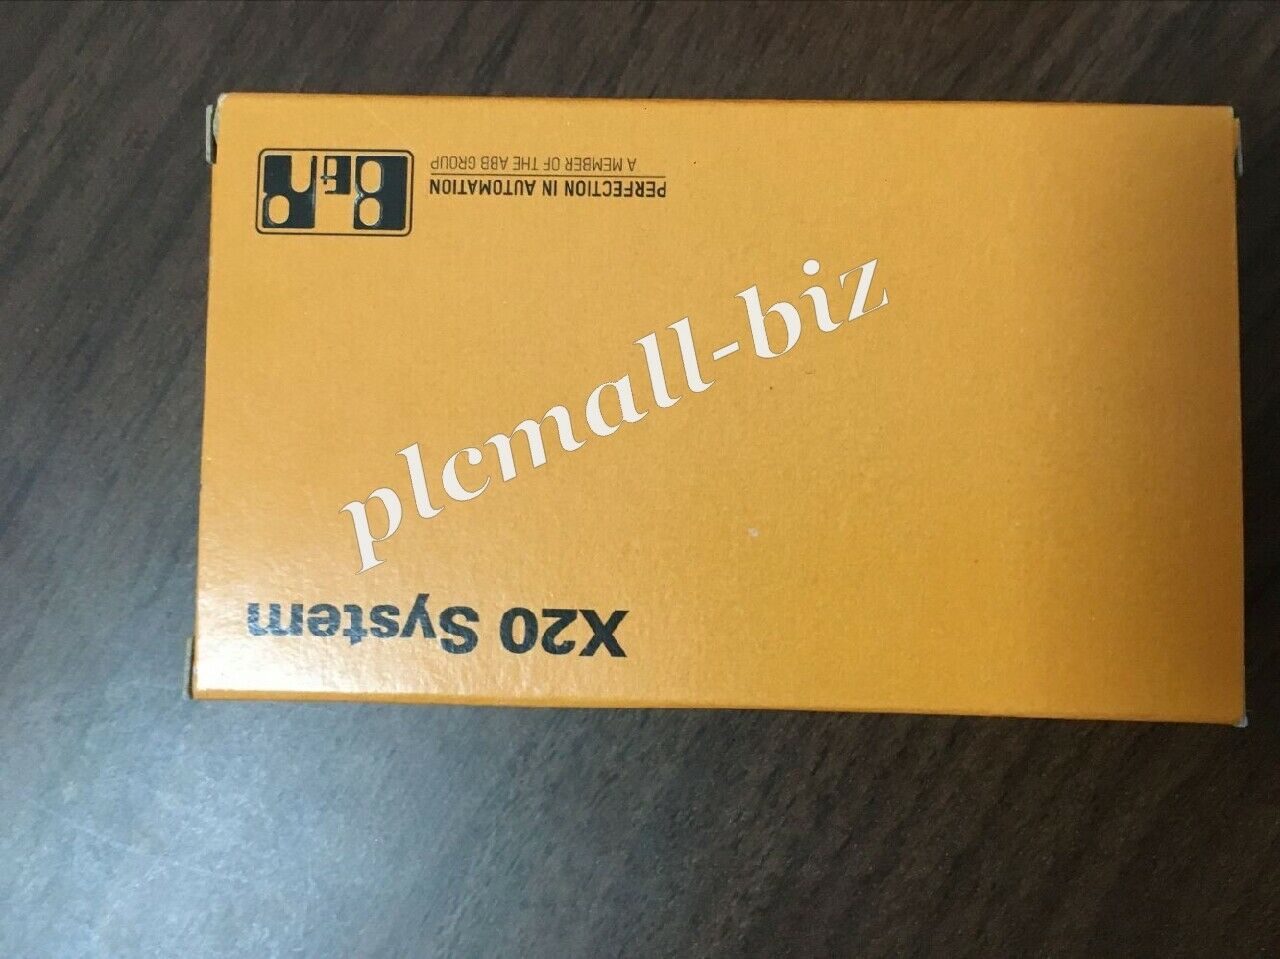 B&R
PERFECTION IN AUTOMATION
A MEMBER OF THE ABB GROUP
plcmall-biz
X20 System